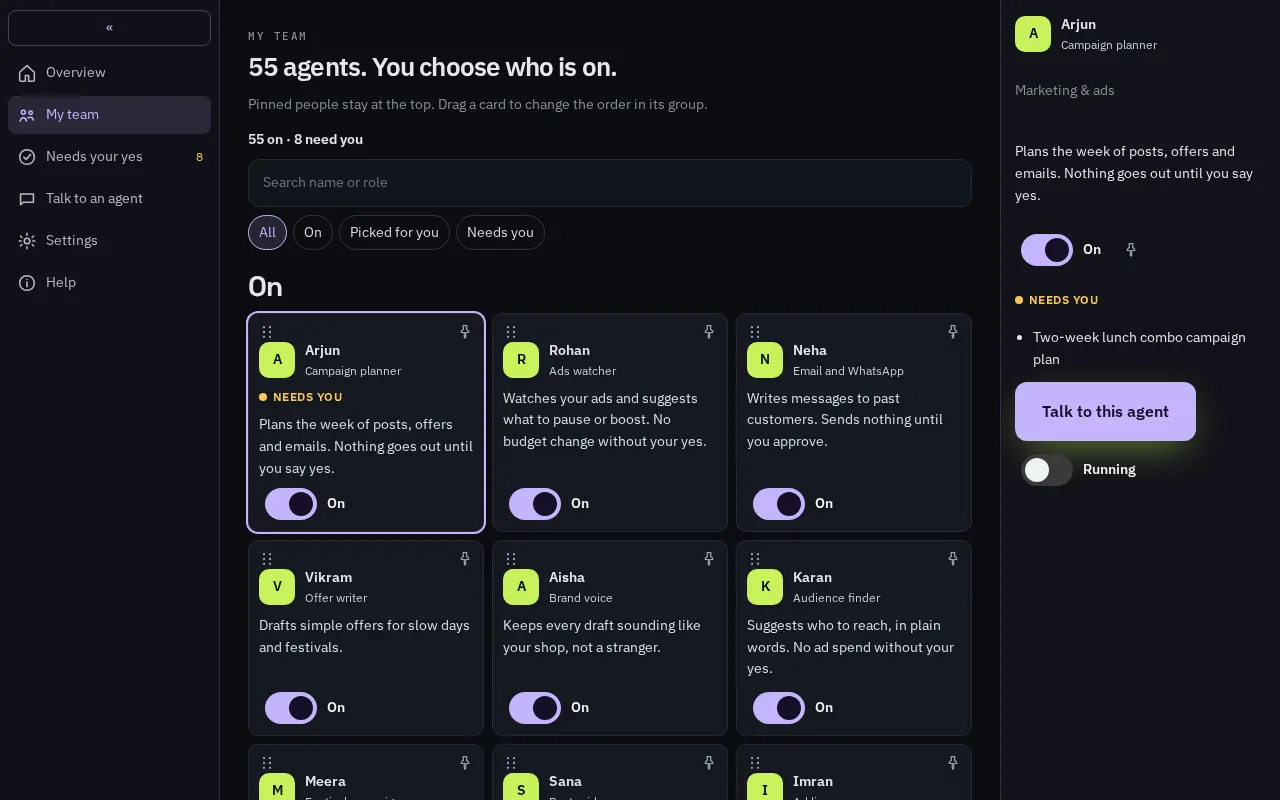 «
Overview
My team
Needs your yes 8
Talk to an agent
Settings
Help
MY TEAM
55 agents. You choose who is on.
Pinned people stay at the top. Drag a card to change the order in its group.
55 on · 8 need you
Search name or role
All On Picked for you Needs you
On
A
Arjun
Campaign planner
NEEDS YOU
Plans the week of posts, offers
and emails. Nothing goes out until
you say yes.
On
R
Rohan
Ads watcher
Watches your ads and suggests
what to pause or boost. No
budget change without your yes.
On
N
Neha
Email and WhatsApp
Writes messages to past
customers. Sends nothing until
you approve.
On
V
Vikram
Offer writer
Drafts simple offers for slow days
and festivals.
On
A
Aisha
Brand voice
Keeps every draft sounding like
your shop, not a stranger.
On
K
Karan
Audience finder
Suggests who to reach, in plain
words. No ad spend without your
yes.
On
M
Meera
S
Sana
I
Imran
A
Arjun
Campaign planner
Marketing & ads
Plans the week of posts, offers and
emails. Nothing goes out until you say
yes.
On
NEEDS YOU
Two-week lunch combo campaign
plan
Talk to this agent
Running